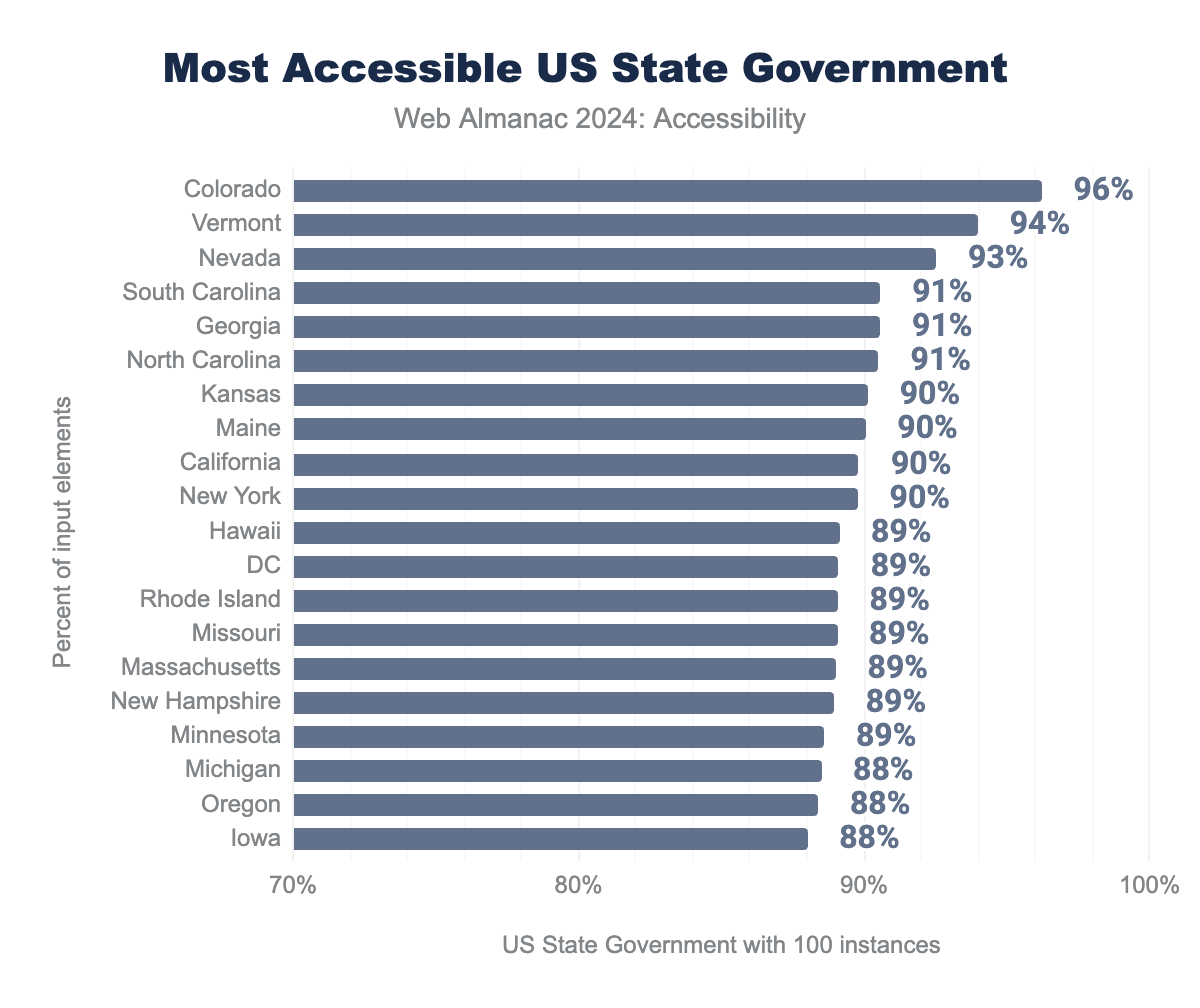 Most Accessible US State Government
Web Almanac 2024: Accessibility
Percent of input elements
Colorado 96%
Vermont 94%
Nevada 93%
South Carolina 91%
Georgia 91%
North Carolina 91%
Kansas 90%
Maine 90%
California 90%
New York 90%
Hawaii 89%
DC 89%
Rhode Island 89%
Missouri 89%
Massachusetts 89%
New Hampshire 89%
Minnesota 89%
Michigan 88%
Oregon 88%
Iowa 88%
70% 80% 90% 100%
US State Government with 100 instances